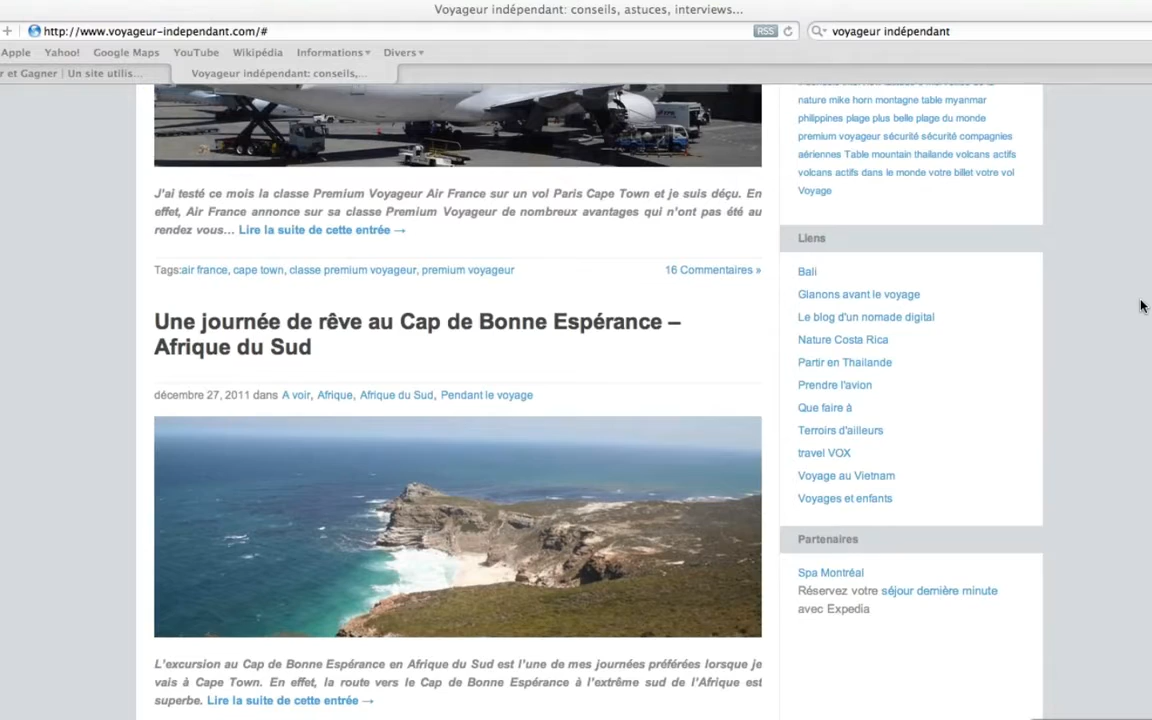 Voyageur indépendant: conseils, astuces, interviews...
http://www.voyageur-independant.com/#
RSS
voyageur indépendant
Apple Yahoo! Google Maps YouTube Wikipédia Informations Divers
r et Gagner | Un site utilis...
Voyageur indépendant: conseils,...
J'ai testé ce mois la classe Premium Voyageur Air France sur un vol Paris Cape Town et je suis déçu. En
effet, Air France annonce sur sa classe Premium Voyageur de nombreux avantages qui n'ont pas été au
rendez vous... Lire la suite de cette entrée →
Tags:air france, cape town, classe premium voyageur, premium voyageur
16 Commentaires »
Une journée de rêve au Cap de Bonne Espérance –
Afrique du Sud
décembre 27, 2011 dans A voir, Afrique, Afrique du Sud, Pendant le voyage
L'excursion au Cap de Bonne Espérance en Afrique du Sud est l'une de mes journées préférées lorsque je
vais à Cape Town. En effet, la route vers le Cap de Bonne Espérance à l'extrême sud de l'Afrique est
superbe. Lire la suite de cette entrée →
nature mike horn montagne table myanmar
philippines plage plus belle plage du monde
premium voyageur sécurité sécurité compagnies
aériennes Table mountain thailande volcans actifs
volcans actifs dans le monde votre billet votre vol
Voyage
Liens
Bali
Glanons avant le voyage
Le blog d'un nomade digital
Nature Costa Rica
Partir en Thailande
Prendre l'avion
Que faire à
Terroirs d'ailleurs
travel VOX
Voyage au Vietnam
Voyages et enfants
Partenaires
Spa Montréal
Réservez votre séjour dernière minute
avec Expedia